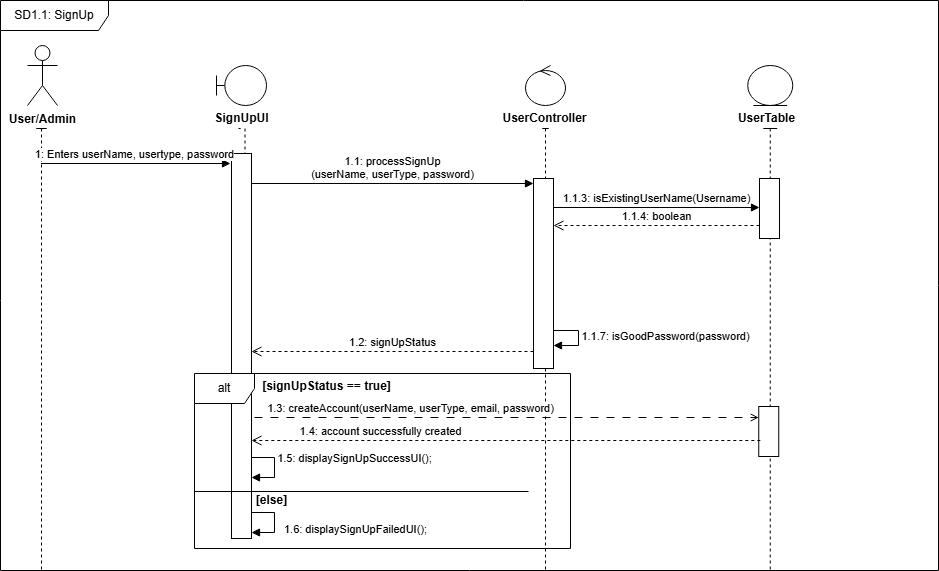 SD1.1: SignUp
User/Admin
SignUpUI
UserController
UserTable
1: Enters userName, usertype, password
1.1: processSignUp
(userName, userType, password)
1.1.3: isExistingUserName(Username)
1.1.4: boolean
1.1.7: isGoodPassword(password)
1.2: signUpStatus
alt
[signUpStatus == true]
1.3: createAccount(userName, userType, email, password)
1.4: account successfully created
1.5: displaySignUpSuccessUI();
[else]
1.6: displaySignUpFailedUI();